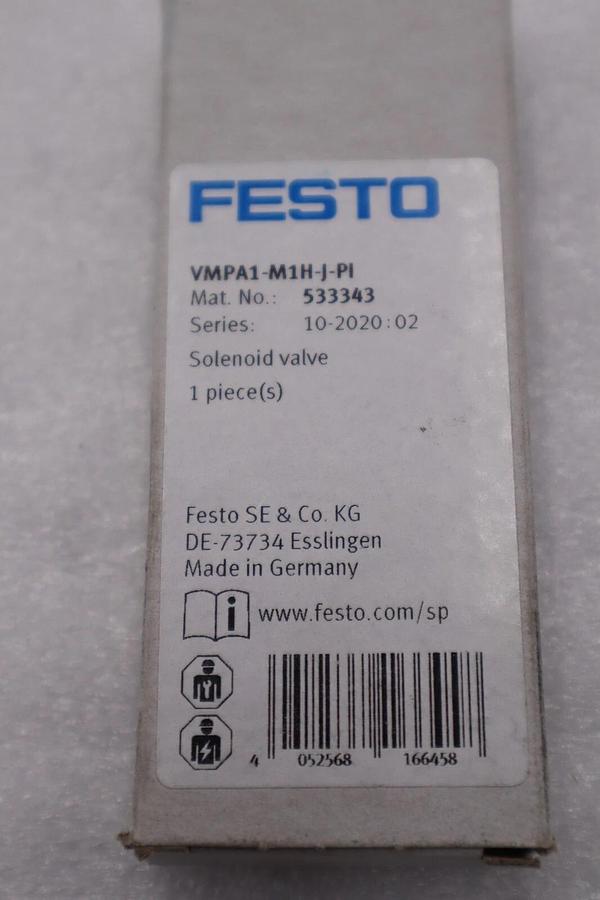 FESTO
VMPA1-M1H-J-PI
Mat. No.: 533343
Series: 10-2020:02
Solenoid valve
1 piece(s)
Festo SE & Co. KG
DE-73734 Esslingen
Made in Germany
i www.festo.com/sp
4 052568 166458